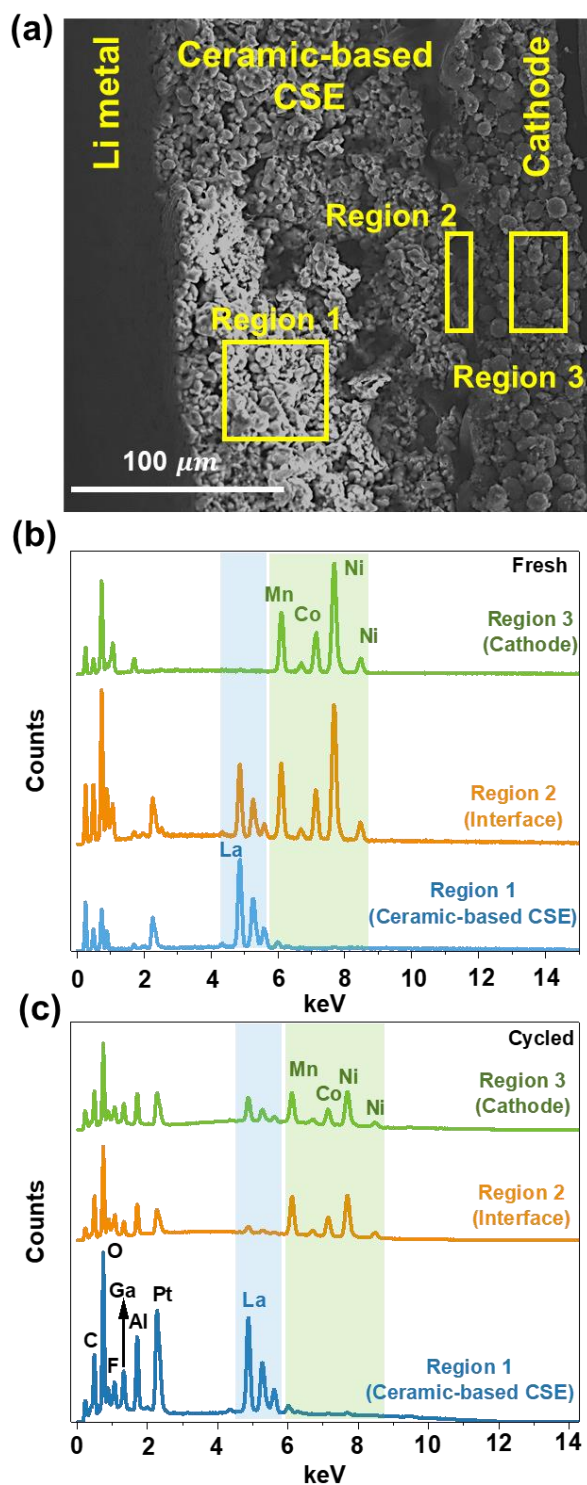 (a)
Li metal
Ceramic-based
CSE
Cathode
Region 2
Region 1
Region 3
100 μm
(b)
Fresh
Ni
Mn
Co
Ni
Region 3
(Cathode)
Region 2
(Interface)
La
Region 1
(Ceramic-based CSE)
Counts
0 2 4 6 8 10 12 14
keV
(c)
Cycled
Mn
Ni
Co
Ni
Region 3
(Cathode)
Region 2
(Interface)
O
Ga
Pt
Al
C
F
La
Region 1
(Ceramic-based CSE)
Counts
0 2 4 6 8 10 12 14
keV